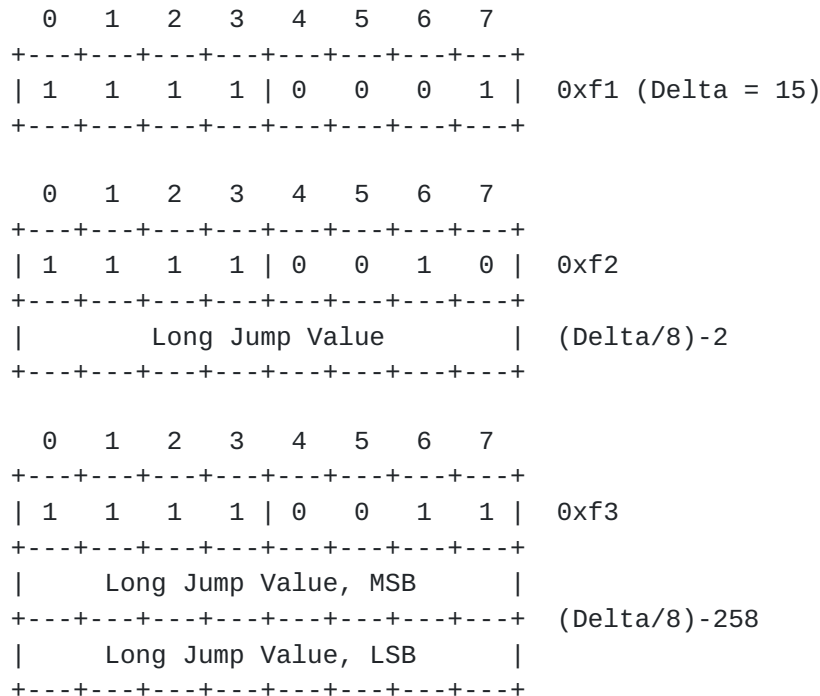 0   1   2   3   4   5   6   7
+---+---+---+---+---+---+---+---+
| 1   1   1   1 | 0   0   0   1 |  0xf1 (Delta = 15)
+---+---+---+---+---+---+---+---+

  0   1   2   3   4   5   6   7
+---+---+---+---+---+---+---+---+
| 1   1   1   1 | 0   0   1   0 |  0xf2
+---+---+---+---+---+---+---+---+
|        Long Jump Value        |  (Delta/8)-2
+---+---+---+---+---+---+---+---+

  0   1   2   3   4   5   6   7
+---+---+---+---+---+---+---+---+
| 1   1   1   1 | 0   0   1   1 |  0xf3
+---+---+---+---+---+---+---+---+
|     Long Jump Value, MSB      |
+---+---+---+---+---+---+---+---+  (Delta/8)-258
|     Long Jump Value, LSB      |
+---+---+---+---+---+---+---+---+